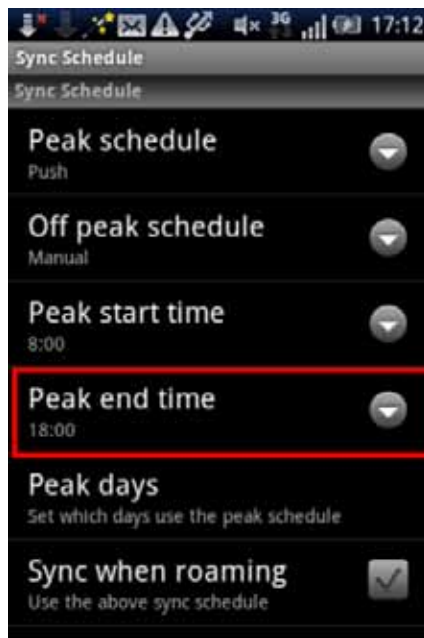 3G 17:12
Sync Schedule
Sync Schedule
Peak schedule
Push
Off peak schedule
Manual
Peak start time
8:00
Peak end time
18:00
Peak days
Set which days use the peak schedule
Sync when roaming
Use the above sync schedule